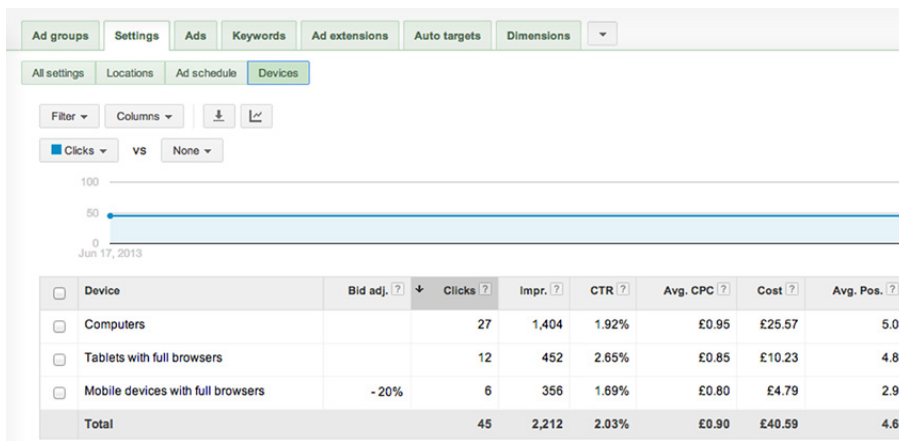 Ad groups Settings Ads Keywords Ad extensions Auto targets Dimensions
All settings Locations Ad schedule Devices
Filter Columns
Clicks vs None
100
50
0
Jun 17, 2013
Device Bid adj. ? Clicks ? Impr. ? CTR ? Avg. CPC ? Cost ? Avg. Pos. ?
Computers 27 1,404 1.92% £0.95 £25.57 5.0
Tablets with full browsers 12 452 2.65% £0.85 £10.23 4.8
Mobile devices with full browsers - 20% 6 356 1.69% £0.80 £4.79 2.9
Total 45 2,212 2.03% £0.90 £40.59 4.6